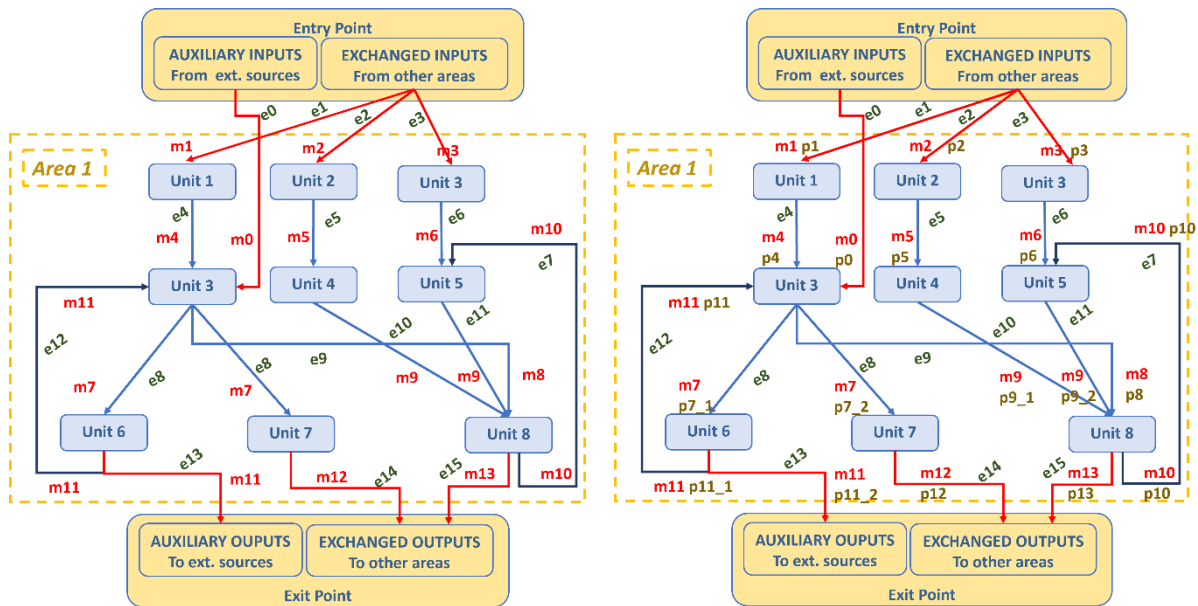 Entry Point
AUXILIARY INPUTS
From ext. sources
EXCHANGED INPUTS
From other areas
e0
e1
e2
e3
m1
m2
m3
Area 1
Unit 1
Unit 2
Unit 3
e4
e5
e6
m10
m4
m0
m5
m6
e7
Unit 3
Unit 4
Unit 5
m11
e12
e10
e11
e8
e8
e9
m7
m7
m9
m9
m8
Unit 6
Unit 7
Unit 8
e13
m11
m12
e14
e15
m13
m10
m11
AUXILIARY OUPUTS
To ext. sources
EXCHANGED OUTPUTS
To other areas
Exit Point
Entry Point
AUXILIARY INPUTS
From ext. sources
EXCHANGED INPUTS
From other areas
e0
e1
e2
e3
m1 p1
m2 p2
m3 p3
Area 1
Unit 1
Unit 2
Unit 3
e4
e5
e6
m10 p10
m4
m0
m5
m6
e7
p4
p0
p5
p6
Unit 3
Unit 4
Unit 5
m11 p11
e12
e10
e11
e8
e8
e9
m7
m7
m9
m9
m8
p7_1
p7_2
p9_1
p9_2
p8
Unit 6
Unit 7
Unit 8
e13
m11
m12
e14
e15
m13
m10
m11 p11_1
p11_2
p12
p13
p10
AUXILIARY OUPUTS
To ext. sources
EXCHANGED OUTPUTS
To other areas
Exit Point